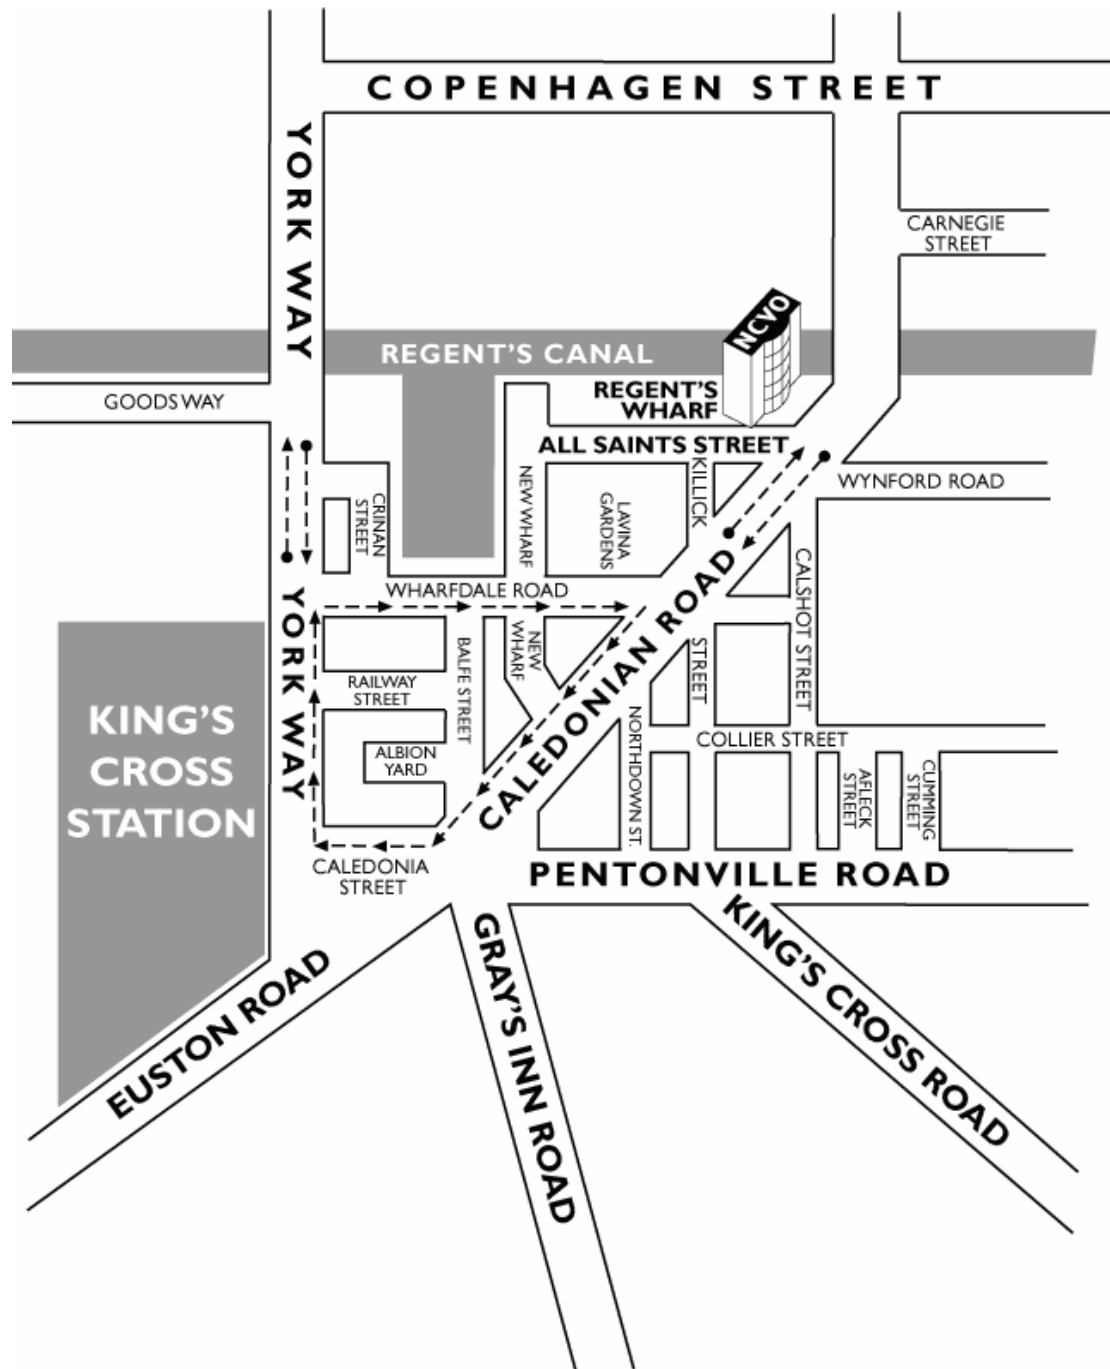 COPENHAGEN STREET
YORK WAY
CARNEGIE
STREET
NCVO
REGENT'S CANAL
REGENT'S
WHARF
GOODS WAY
ALL SAINTS STREET
KILLICK
WYNFORD ROAD
CRINAN
STREET
NEW WHARF
LAVINA
GARDENS
WHARFDALE ROAD
CALEDONIAN ROAD
CALSHOT STREET
YORK WAY
BALFE STREET
NEW
WHARF
STREET
RAILWAY
STREET
NORTHDOWN ST.
COLLIER STREET
KING'S
CROSS
STATION
ALBION
YARD
AFLECK
STREET
CUMMING
STREET
CALEDONIA
STREET
PENTONVILLE ROAD
EUSTON ROAD
GRAY'S INN ROAD
KING'S CROSS ROAD